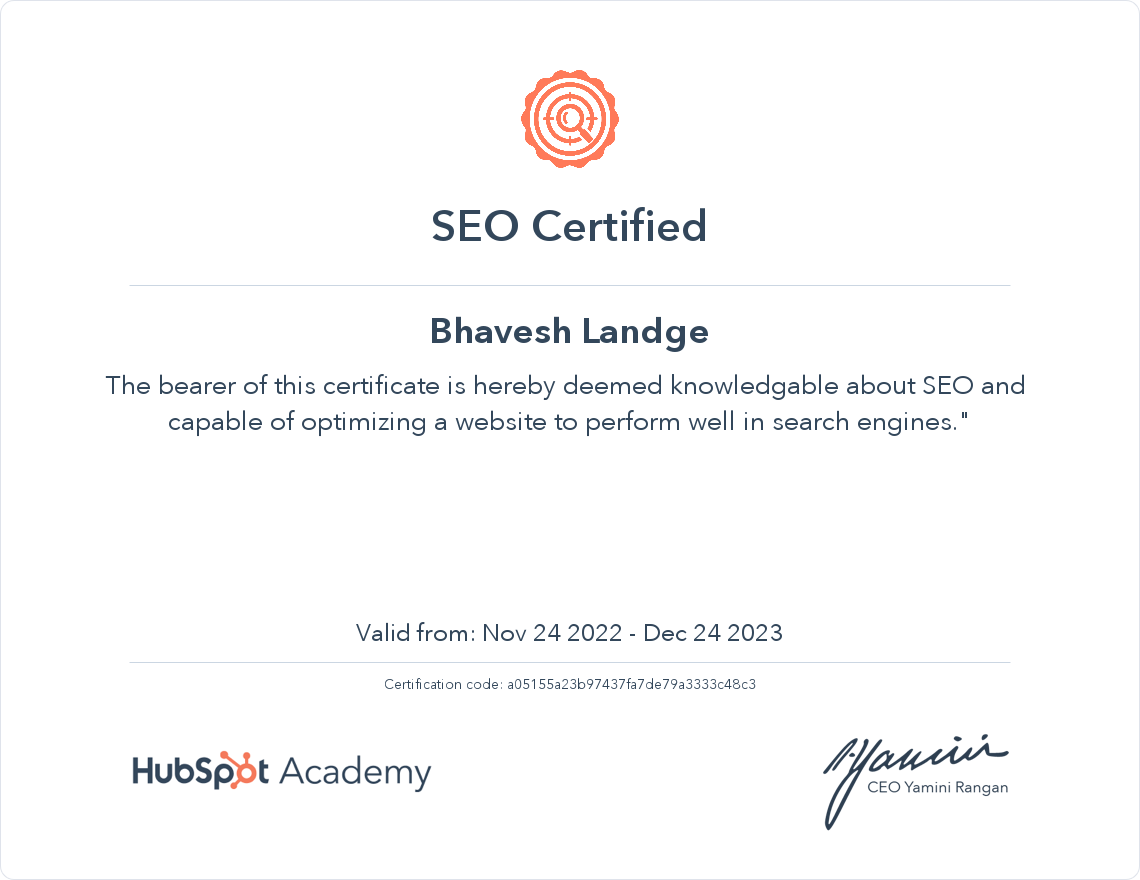 SEO Certified
Bhavesh Landge
The bearer of this certificate is hereby deemed knowledgable about SEO and
capable of optimizing a website to perform well in search engines."
Valid from: Nov 24 2022 - Dec 24 2023
Certification code: a05155a23b97437fa7de79a3333c48c3
HubSpot Academy
Yamini
CEO Yamini Rangan